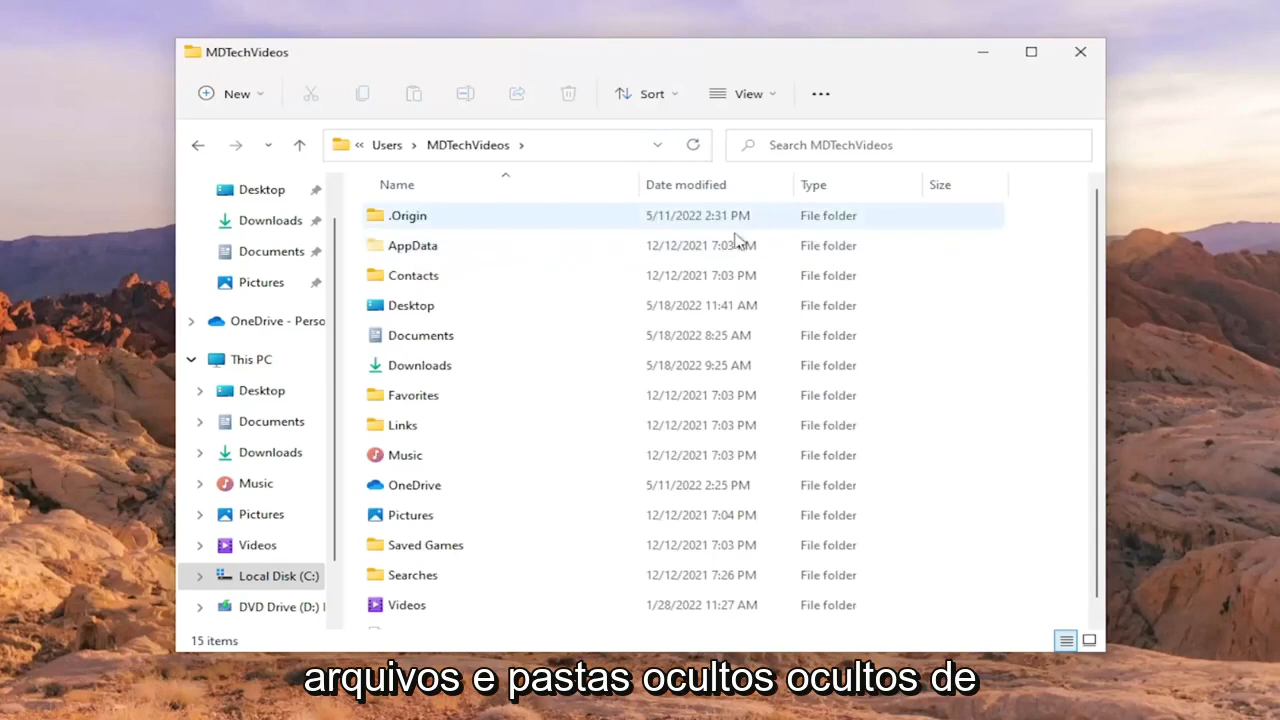 MDTechVideos
New
Sort
View
Users
MDTechVideos
Search MDTechVideos
Name
Date modified
Type
Size
Desktop
Downloads
Documents
Pictures
OneDrive - Perso
This PC
Desktop
Documents
Downloads
Music
Pictures
Videos
Local Disk (C:)
DVD Drive (D:)
.Origin 5/11/2022 2:31 PM File folder
AppData 12/12/2021 7:03 PM File folder
Contacts 12/12/2021 7:03 PM File folder
Desktop 5/18/2022 11:41 AM File folder
Documents 5/18/2022 8:25 AM File folder
Downloads 5/18/2022 9:25 AM File folder
Favorites 12/12/2021 7:03 PM File folder
Links 12/12/2021 7:03 PM File folder
Music 12/12/2021 7:03 PM File folder
OneDrive 5/11/2022 2:25 PM File folder
Pictures 12/12/2021 7:04 PM File folder
Saved Games 12/12/2021 7:03 PM File folder
Searches 12/12/2021 7:26 PM File folder
Videos 1/28/2022 11:27 AM File folder
15 items
arquivos e pastas ocultos ocultos de